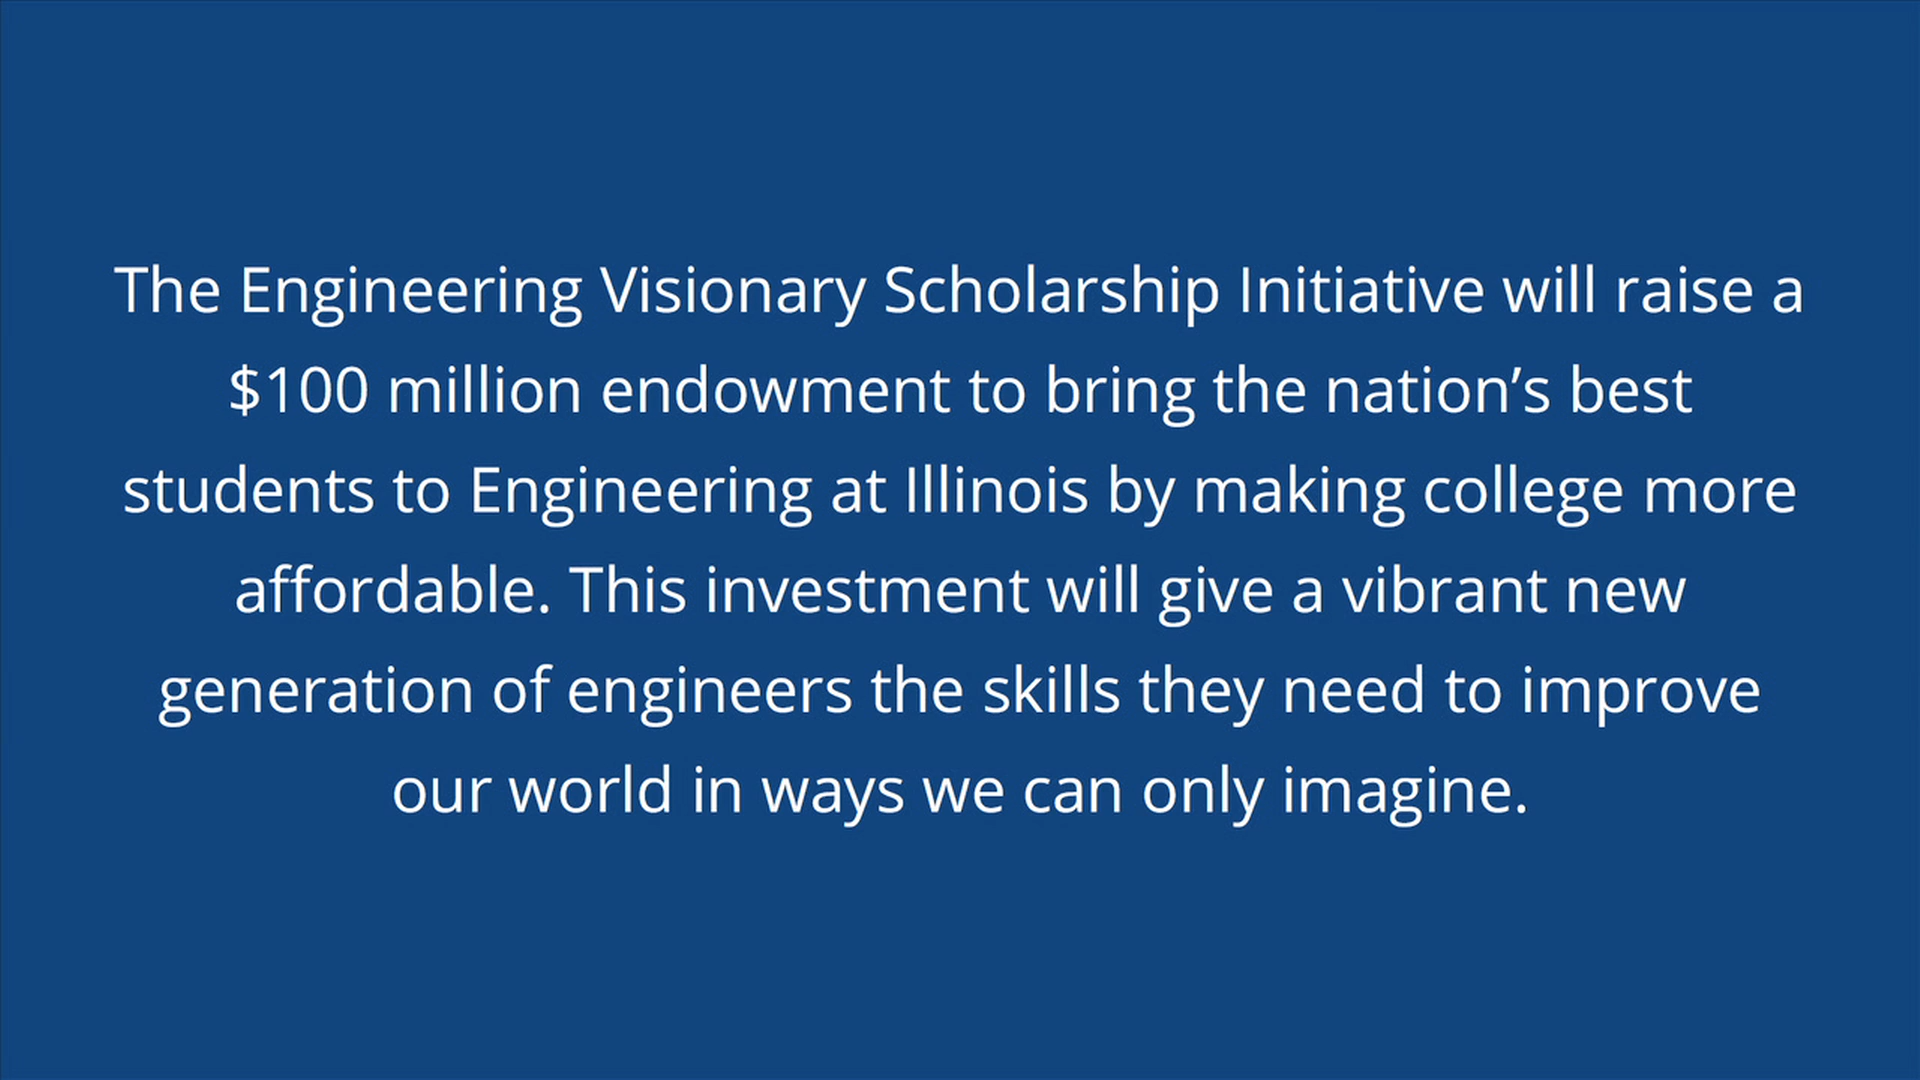 The Engineering Visionary Scholarship Initiative will raise a
$100 million endowment to bring the nation’s best
students to Engineering at Illinois by making college more
affordable. This investment will give a vibrant new
generation of engineers the skills they need to improve
our world in ways we can only imagine.